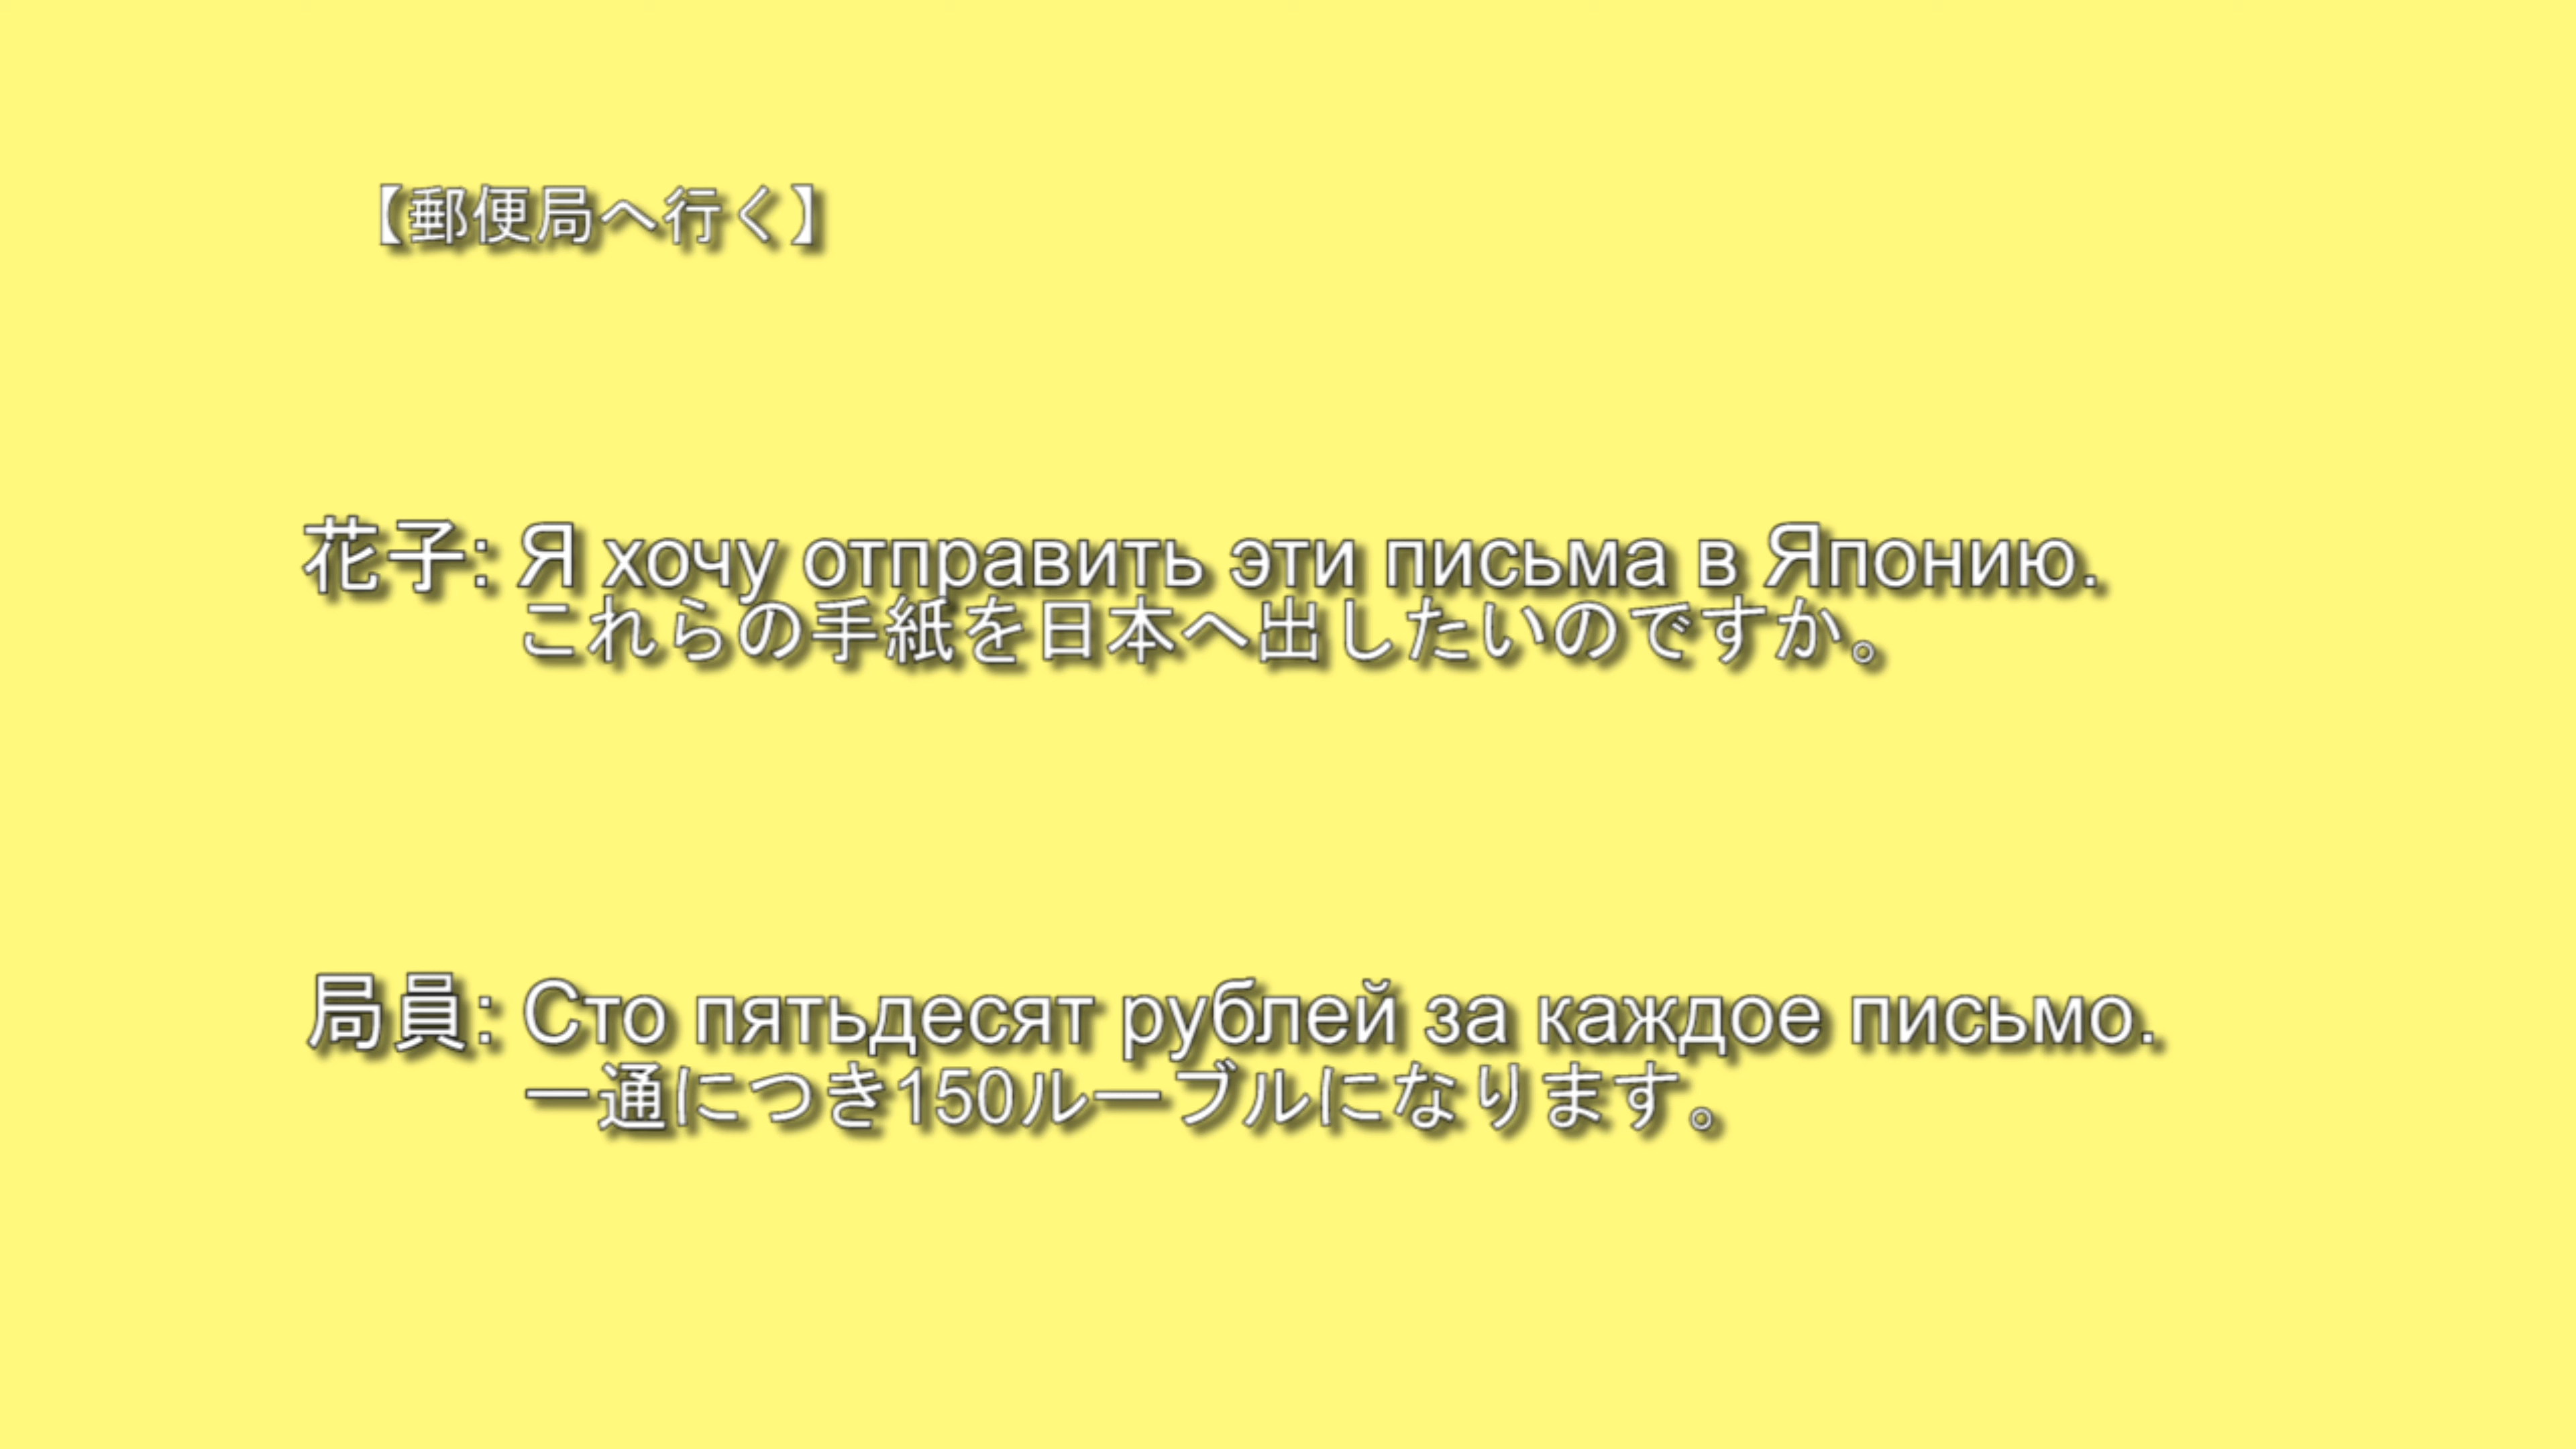 【郵便局へ行く】
花子: Я хочу отправить эти письма в Японию.
これらの手紙を日本へ出したいのですか。
局員: Сто пятьдесят рублей за каждое письмо.
一通につき150ルーブルになります。